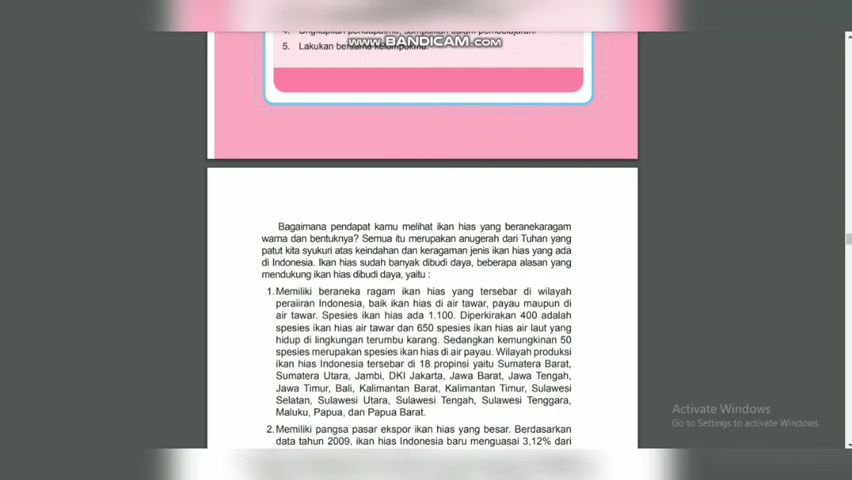 4. Ungkapkan pendapatmu, sampaikan dalam pembelajaran.
www.BANDICAM.com
5. Lakukan bersama kelompokmu.
Bagaimana pendapat kamu melihat ikan hias yang beranekaragam
warna dan bentuknya? Semua itu merupakan anugerah dari Tuhan yang
patut kita syukuri atas keindahan dan keragaman jenis ikan hias yang ada
di Indonesia. Ikan hias sudah banyak dibudi daya, beberapa alasan yang
mendukung ikan hias dibudi daya, yaitu :
1. Memiliki beraneka ragam ikan hias yang tersebar di wilayah
peraiiran Indonesia, baik ikan hias di air tawar, payau maupun di
air tawar. Spesies ikan hias ada 1.100. Diperkirakan 400 adalah
spesies ikan hias air tawar dan 650 spesies ikan hias air laut yang
hidup di lingkungan terumbu karang. Sedangkan kemungkinan 50
spesies merupakan spesies ikan hias di air payau. Wilayah produksi
ikan hias Indonesia tersebar di 18 propinsi yaitu Sumatera Barat,
Sumatera Utara, Jambi, DKI Jakarta, Jawa Barat, Jawa Tengah,
Jawa Timur, Bali, Kalimantan Barat, Kalimantan Timur, Sulawesi
Selatan, Sulawesi Utara, Sulawesi Tengah, Sulawesi Tenggara,
Maluku, Papua, dan Papua Barat.
2. Memiliki pangsa pasar ekspor ikan hias yang besar. Berdasarkan
data tahun 2009, ikan hias Indonesia baru menguasai 3,12% dari
Activate Windows
Go to Settings to activate Windows.